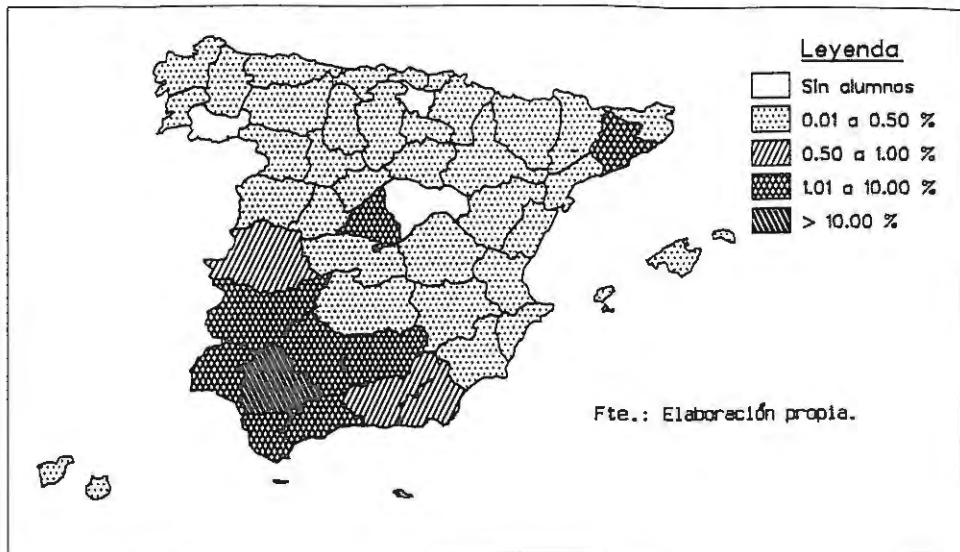 Leyenda
Sin alumnos
0.01 a 0.50 %
0.50 a 1.00 %
1.01 a 10.00 %
> 10.00 %
Fte.: Elaboración propia.